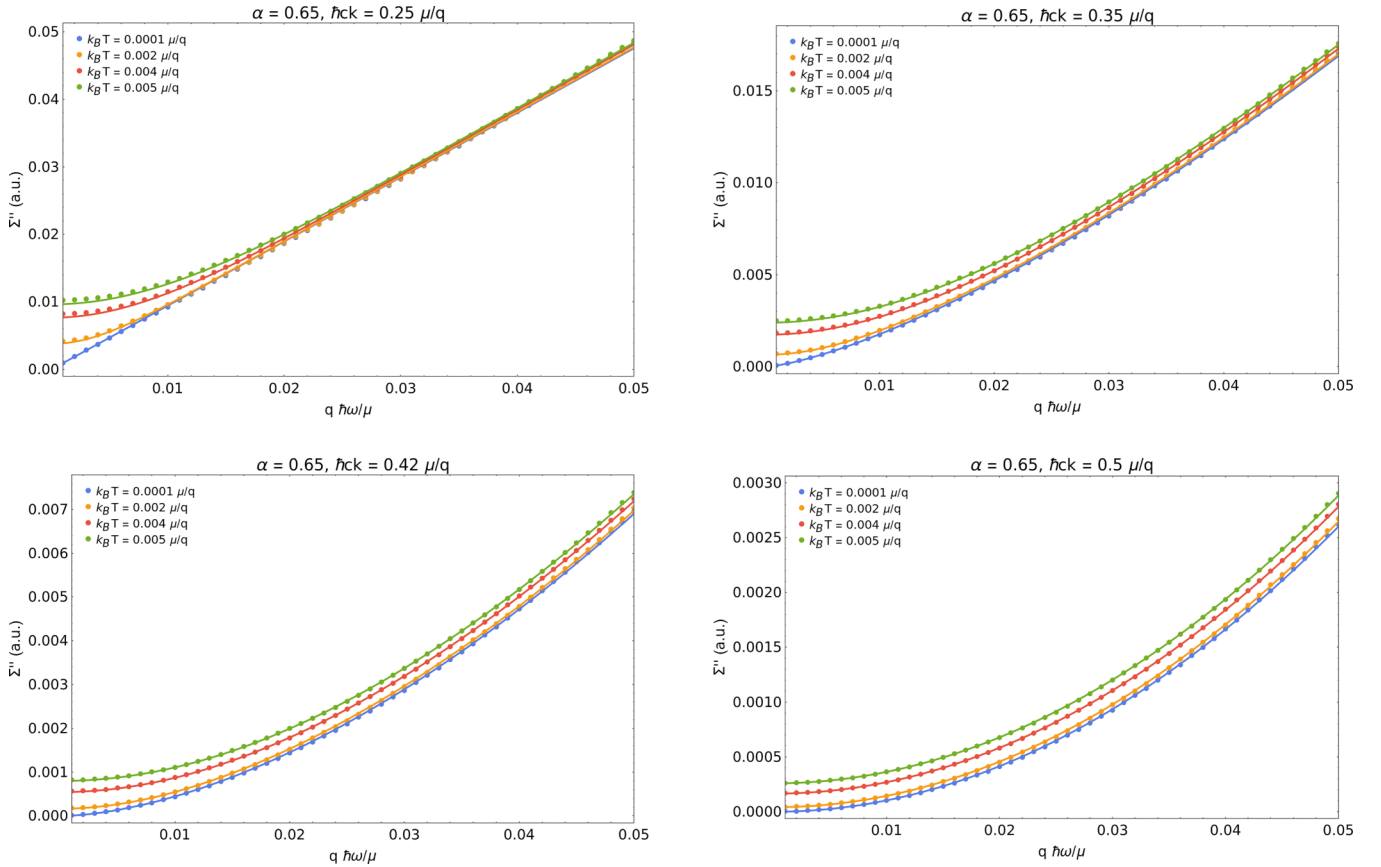 α = 0.65, ħck = 0.25 μ/q
k_BT = 0.0001 μ/q
k_BT = 0.002 μ/q
k_BT = 0.004 μ/q
k_BT = 0.005 μ/q
0.05
0.04
0.03
0.02
0.01
0.00
Σ'' (a.u.)
0.01 0.02 0.03 0.04 0.05
q ħω/μ
α = 0.65, ħck = 0.35 μ/q
k_BT = 0.0001 μ/q
k_BT = 0.002 μ/q
k_BT = 0.004 μ/q
k_BT = 0.005 μ/q
0.015
0.010
0.005
0.000
Σ'' (a.u.)
0.01 0.02 0.03 0.04 0.05
q ħω/μ
α = 0.65, ħck = 0.42 μ/q
k_BT = 0.0001 μ/q
k_BT = 0.002 μ/q
k_BT = 0.004 μ/q
k_BT = 0.005 μ/q
0.007
0.006
0.005
0.004
0.003
0.002
0.001
0.000
Σ'' (a.u.)
0.01 0.02 0.03 0.04 0.05
q ħω/μ
α = 0.65, ħck = 0.5 μ/q
k_BT = 0.0001 μ/q
k_BT = 0.002 μ/q
k_BT = 0.004 μ/q
k_BT = 0.005 μ/q
0.0030
0.0025
0.0020
0.0015
0.0010
0.0005
0.0000
Σ'' (a.u.)
0.01 0.02 0.03 0.04 0.05
q ħω/μ